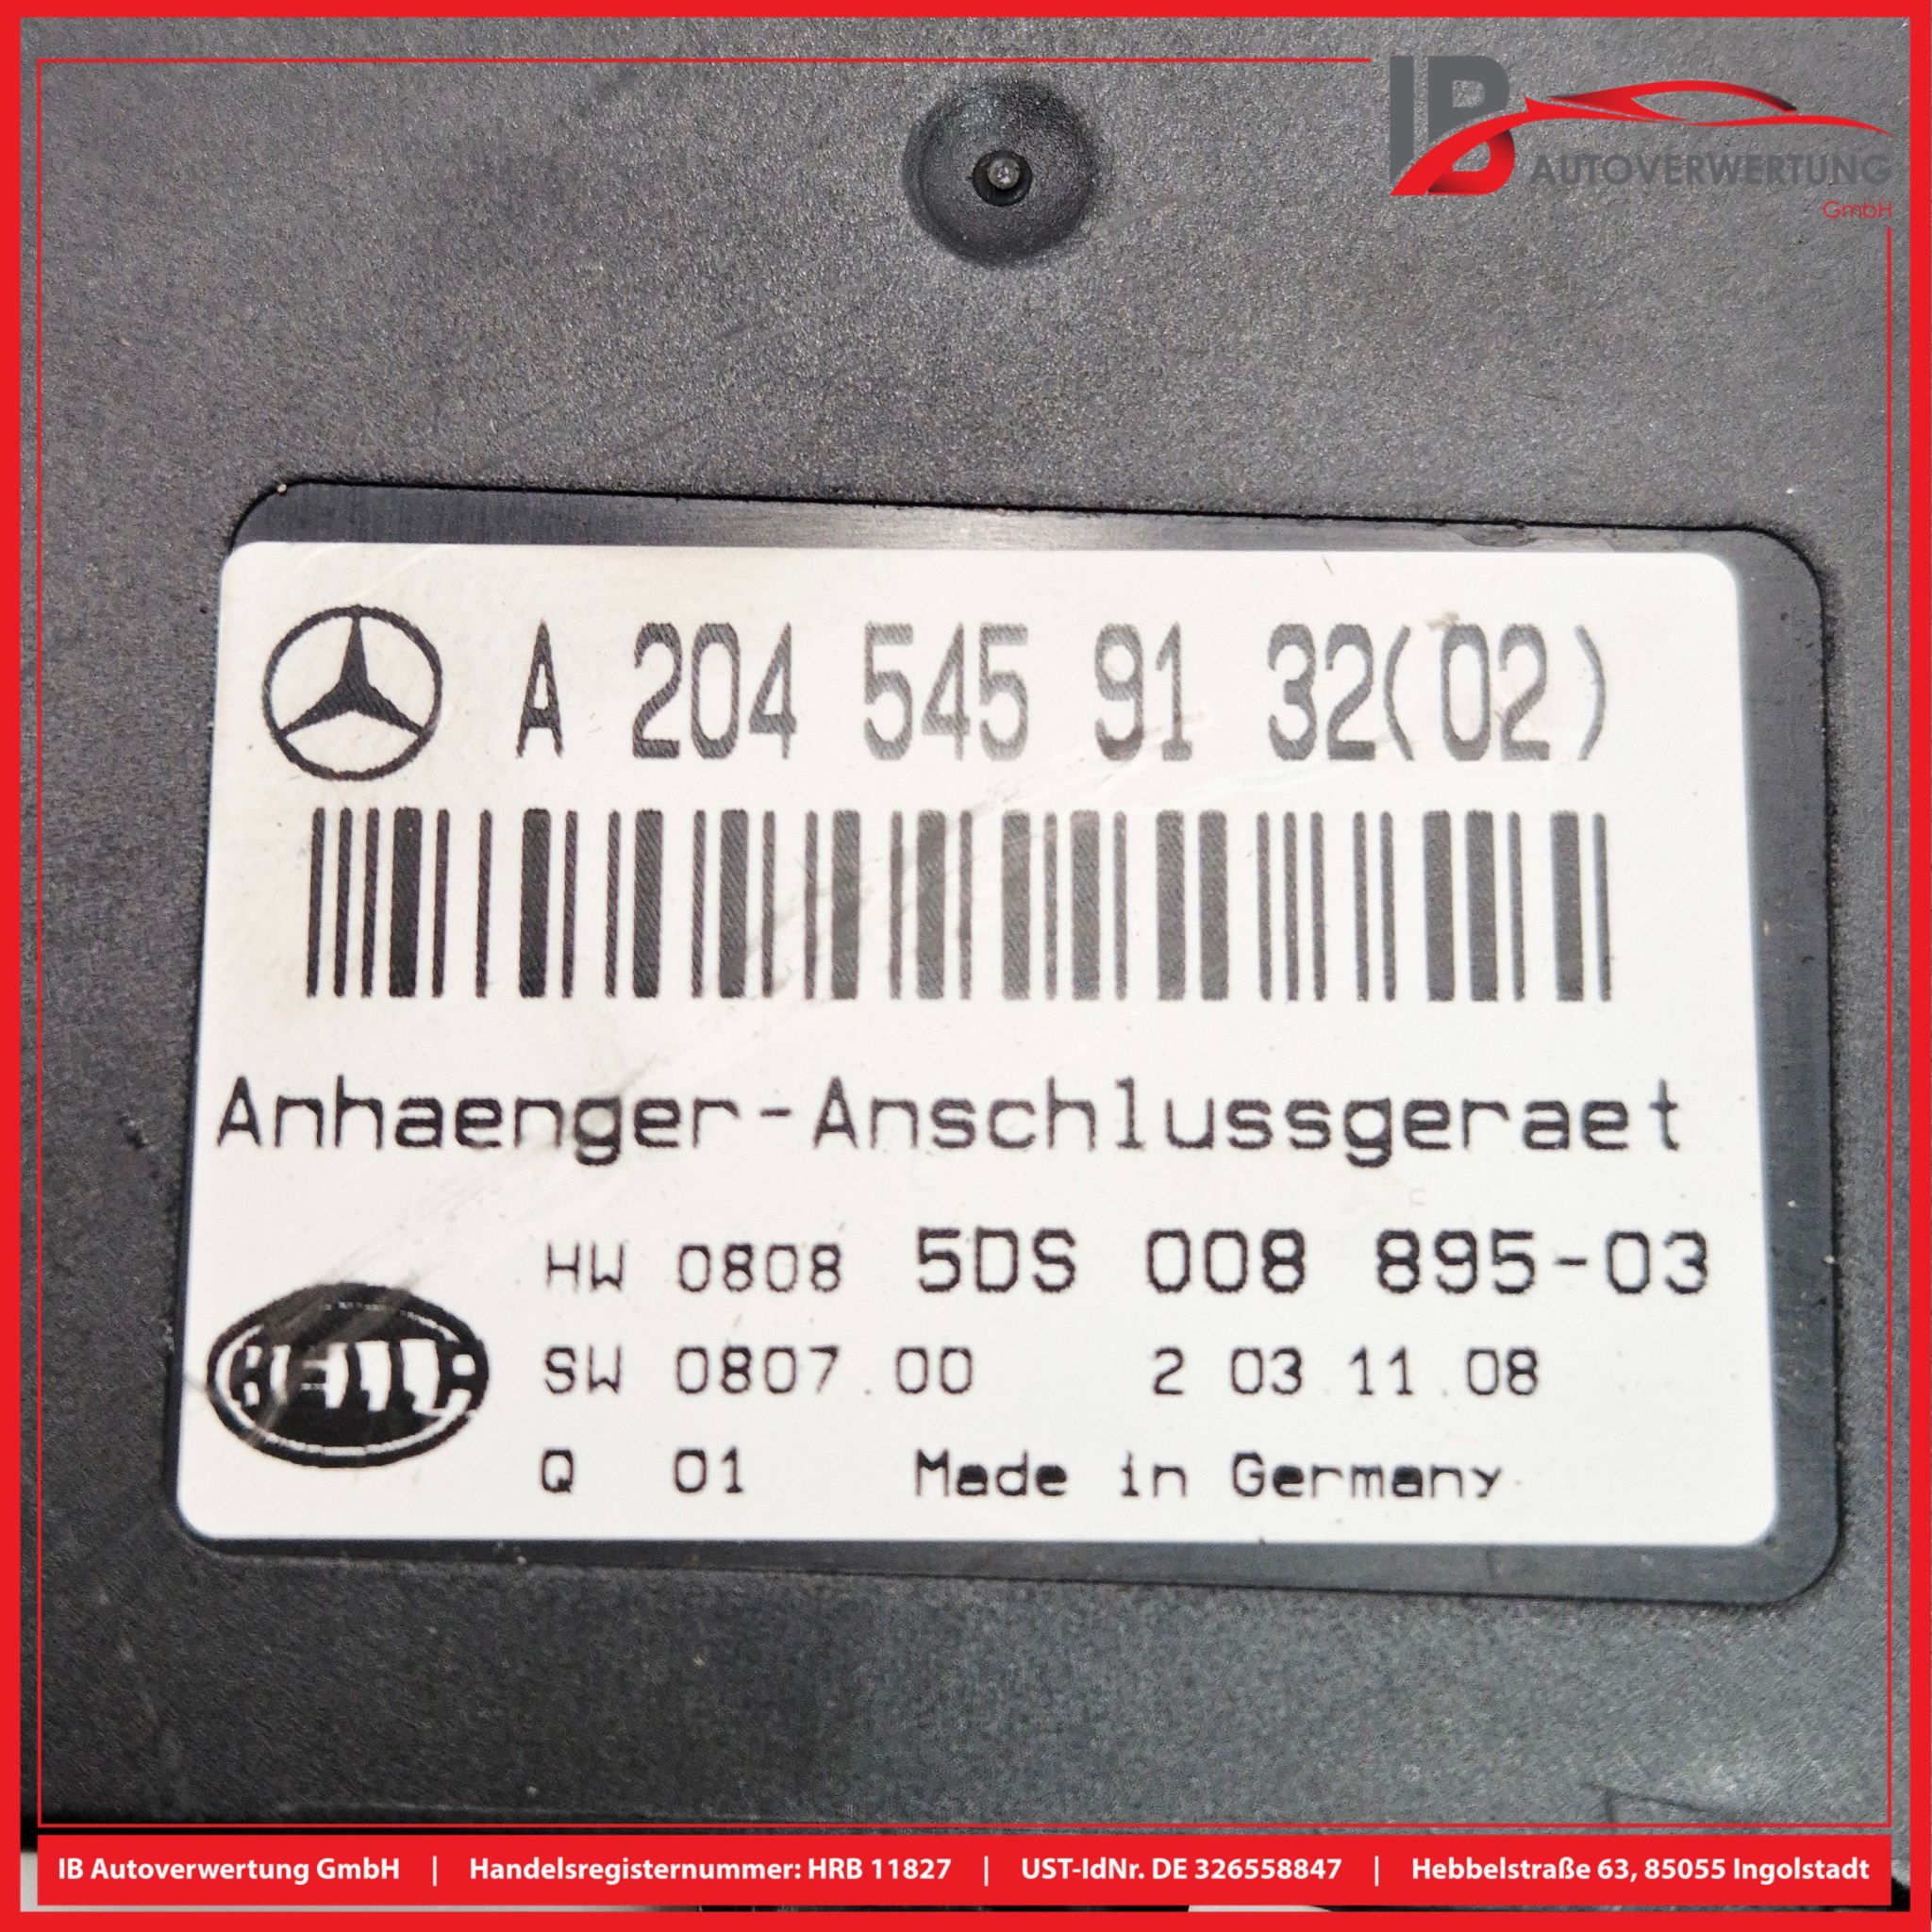 IB AUTOVERWERTUNG
GmbH
A 204 545 91 32(02)
Anhaenger-Anschlussgeraet
HW 0808 5DS 008 895-03
HELLA
SW 0807.00 2 03.11.08
Q 01 Made in Germany
IB Autoverwertung GmbH | Handelsregisternummer: HRB 11827 | UST-IdNr. DE 326558847 | Hebbelstraße 63, 85055 Ingolstadt